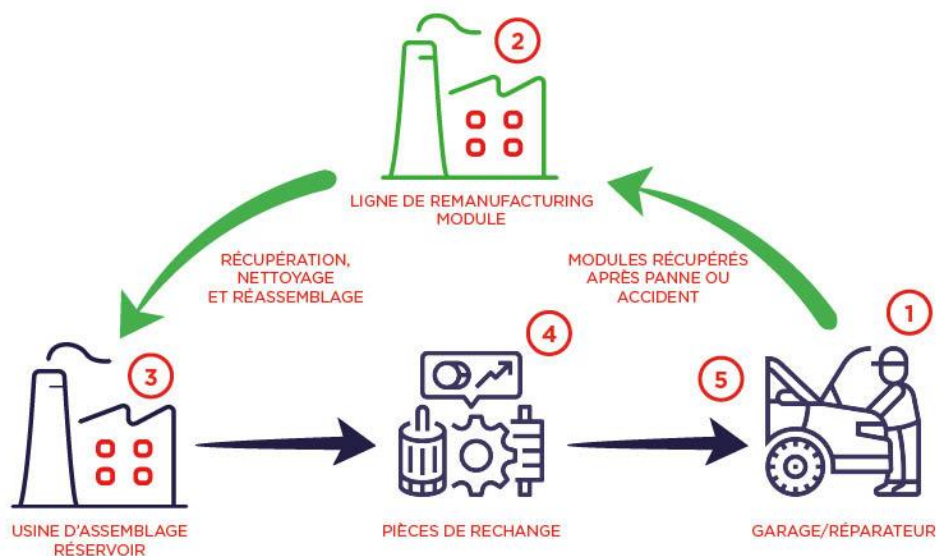 2
LIGNE DE REMANUFACTURING
MODULE
RÉCUPÉRATION,
NETTOYAGE
ET RÉASSEMBLAGE
MODULES RÉCUPÉRÉS
APRÈS PANNE OU
ACCIDENT
1
3
4
5
USINE D'ASSEMBLAGE
RÉSERVOIR
PIÈCES DE RECHANGE
GARAGE/RÉPARATEUR